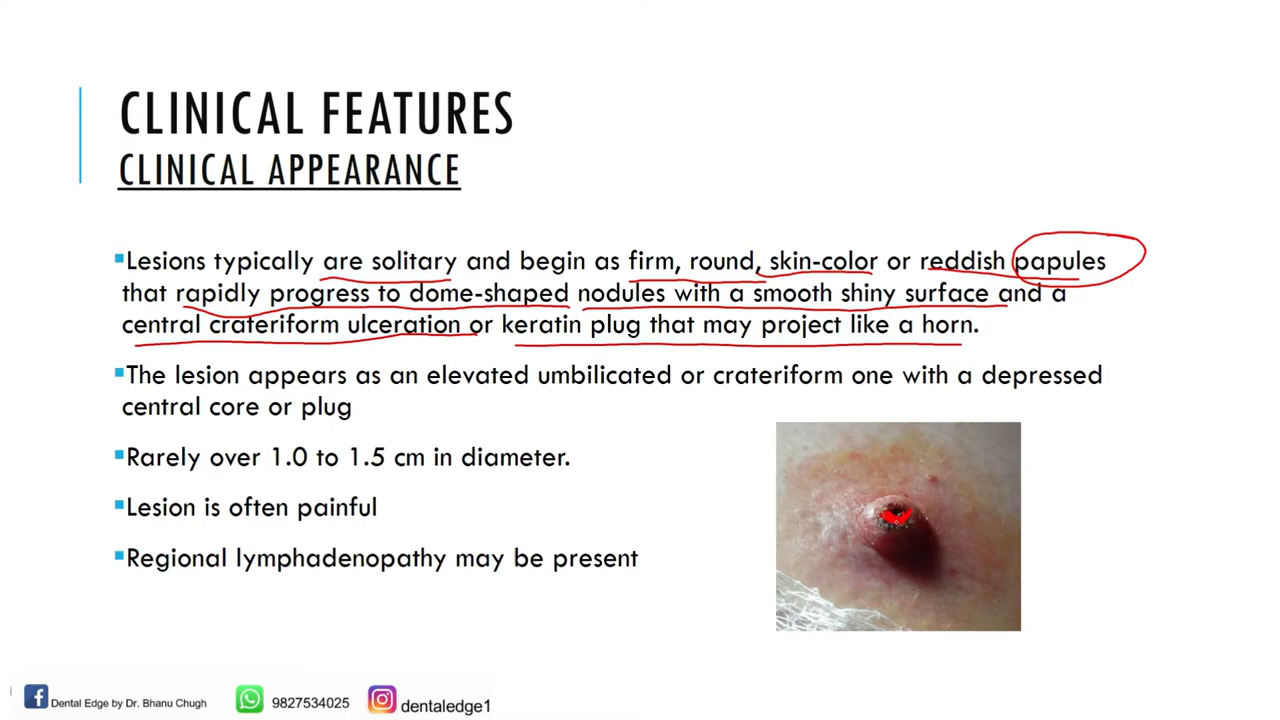 CLINICAL FEATURES
CLINICAL APPEARANCE
▪Lesions typically are solitary and begin as firm, round, skin-color or reddish papules
that rapidly progress to dome-shaped nodules with a smooth shiny surface and a
central crateriform ulceration or keratin plug that may project like a horn.
▪The lesion appears as an elevated umbilicated or crateriform one with a depressed
central core or plug
▪Rarely over 1.0 to 1.5 cm in diameter.
▪Lesion is often painful
▪Regional lymphadenopathy may be present
Dental Edge by Dr. Bhanu Chugh 9827534025 dentaledge1